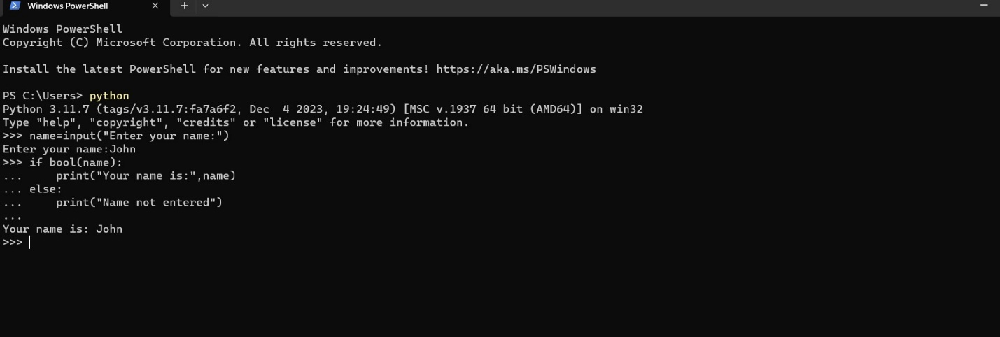 Windows PowerShell
Windows PowerShell
Copyright (C) Microsoft Corporation. All rights reserved.
Install the latest PowerShell for new features and improvements! https://aka.ms/PSWindows
PS C:\Users> python
Python 3.11.7 (tags/v3.11.7:fa7a6f2, Dec  4 2023, 19:24:49) [MSC v.1937 64 bit (AMD64)] on win32
Type "help", "copyright", "credits" or "license" for more information.
>>> name=input("Enter your name:")
Enter your name:John
>>> if bool(name):
...     print("Your name is:",name)
... else:
...     print("Name not entered")
...
Your name is: John
>>>